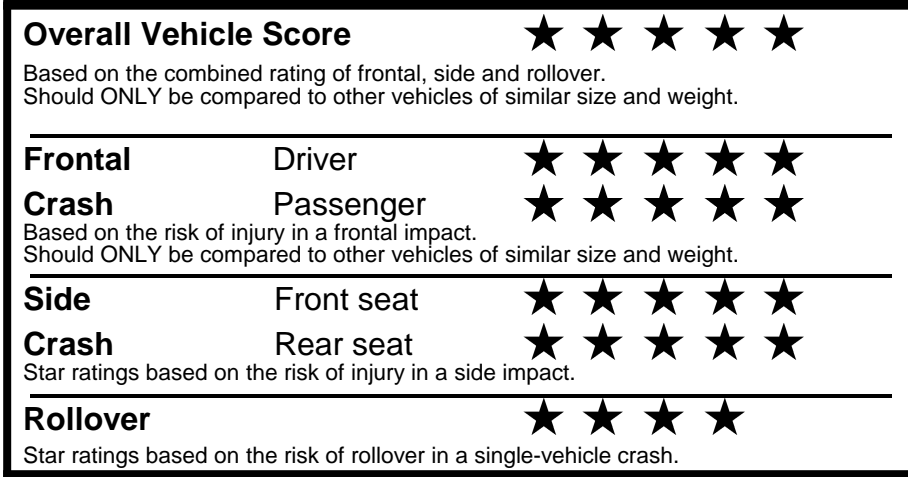 Overall Vehicle Score ★ ★ ★ ★ ★
Based on the combined rating of frontal, side and rollover.
Should ONLY be compared to other vehicles of similar size and weight.
Frontal Driver ★ ★ ★ ★ ★
Crash Passenger ★ ★ ★ ★ ★
Based on the risk of injury in a frontal impact.
Should ONLY be compared to other vehicles of similar size and weight.
Side Front seat ★ ★ ★ ★ ★
Crash Rear seat ★ ★ ★ ★ ★
Star ratings based on the risk of injury in a side impact.
Rollover ★ ★ ★ ★
Star ratings based on the risk of rollover in a single-vehicle crash.